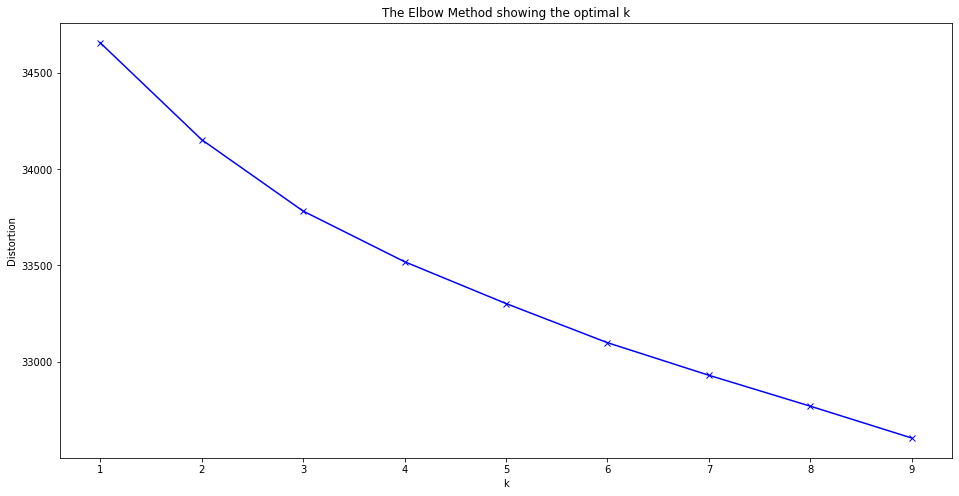 The Elbow Method showing the optimal k
34500
34000
33500
33000
Distortion
1 2 3 4 5 6 7 8 9
k